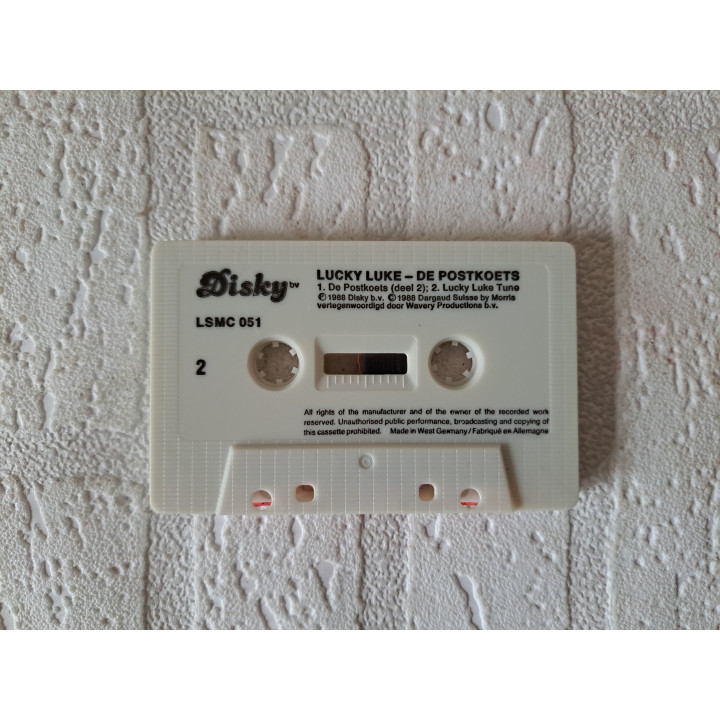 Disky bv
LUCKY LUKE – DE POSTKOETS
1. De Postkoets (deel 2); 2. Lucky Luke Tune
℗ 1988 Disky b.v. © 1988 Dargaud Suisse by Morris
vertegenwoordigd door Wavery Productions b.v.
LSMC 051
2
All rights of the manufacturer and of the owner of the recorded work
reserved. Unauthorised public performance, broadcasting and copying of
this cassette prohibited. Made in West Germany / Fabriqué en Allemagne